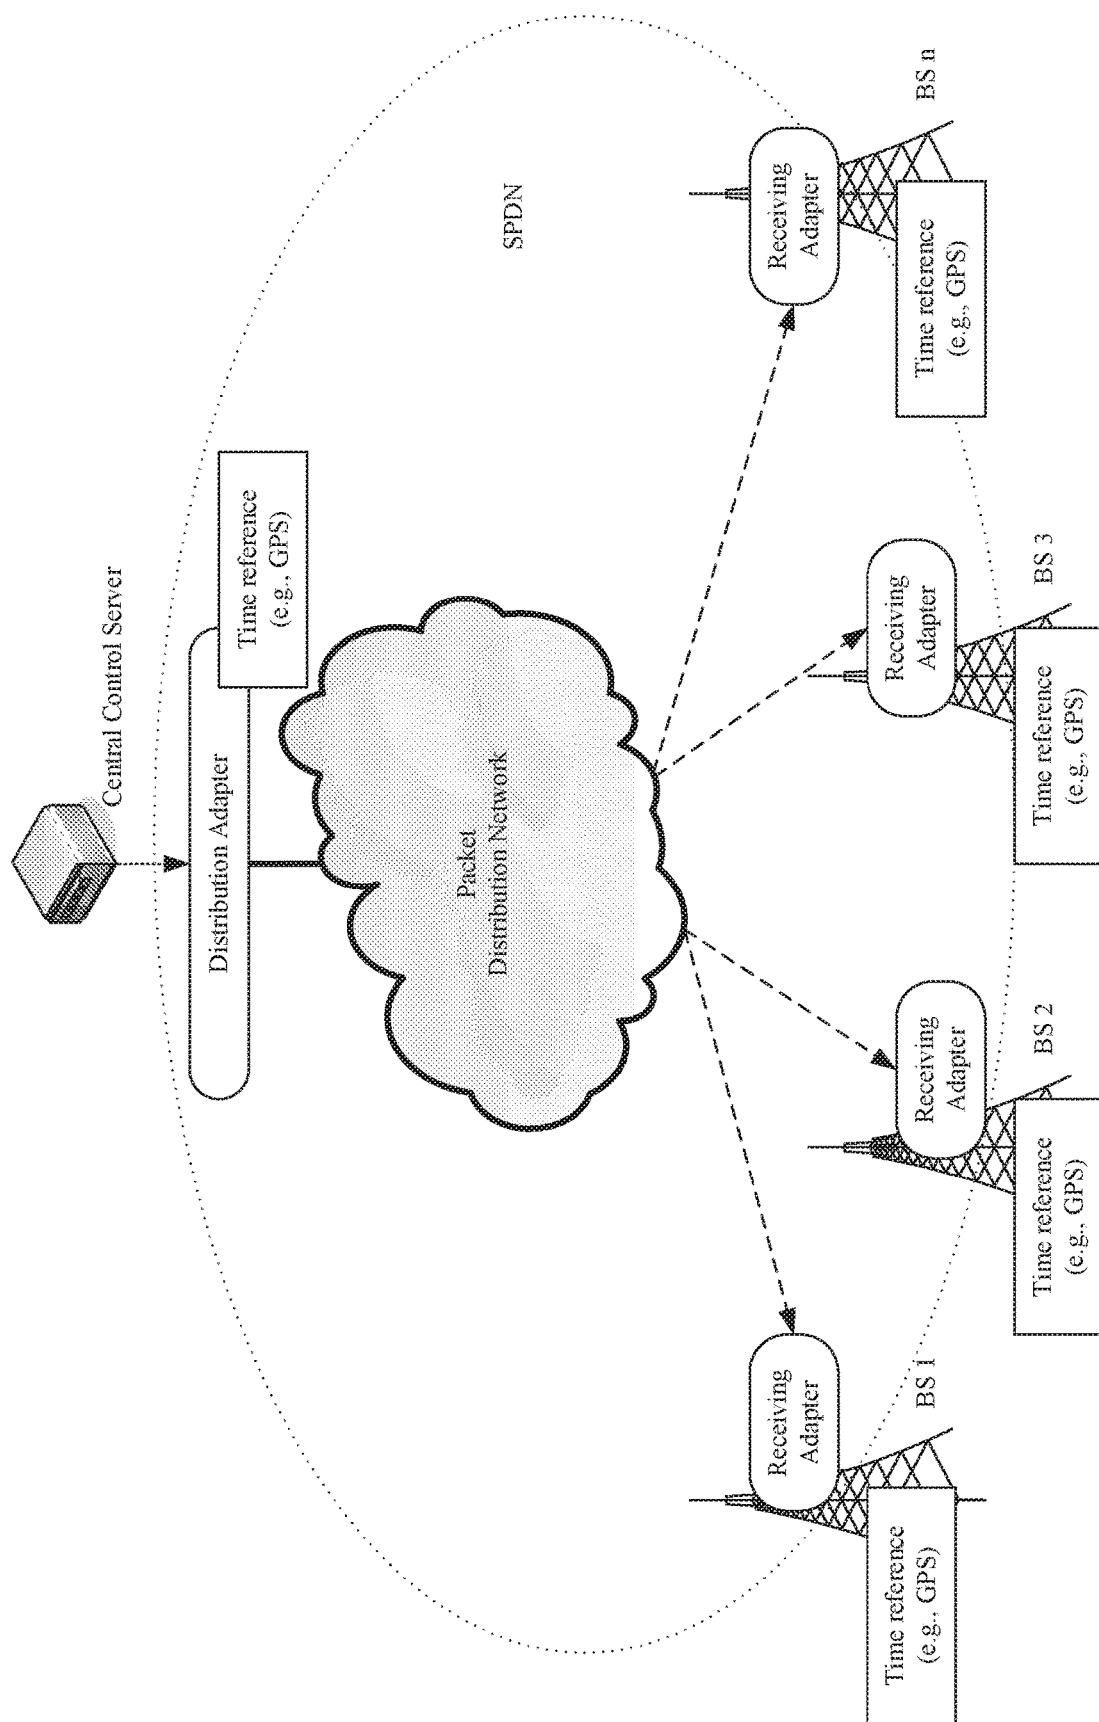 Central Control Server
Distribution Adapter
Time reference
(e.g., GPS)
SPDN
Packet
Distribution Network
Receiving
Adapter
BS 1
Time reference
(e.g., GPS)
Receiving
Adapter
BS 2
Time reference
(e.g., GPS)
Receiving
Adapter
BS 3
Time reference
(e.g., GPS)
Receiving
Adapter
BS n
Time reference
(e.g., GPS)